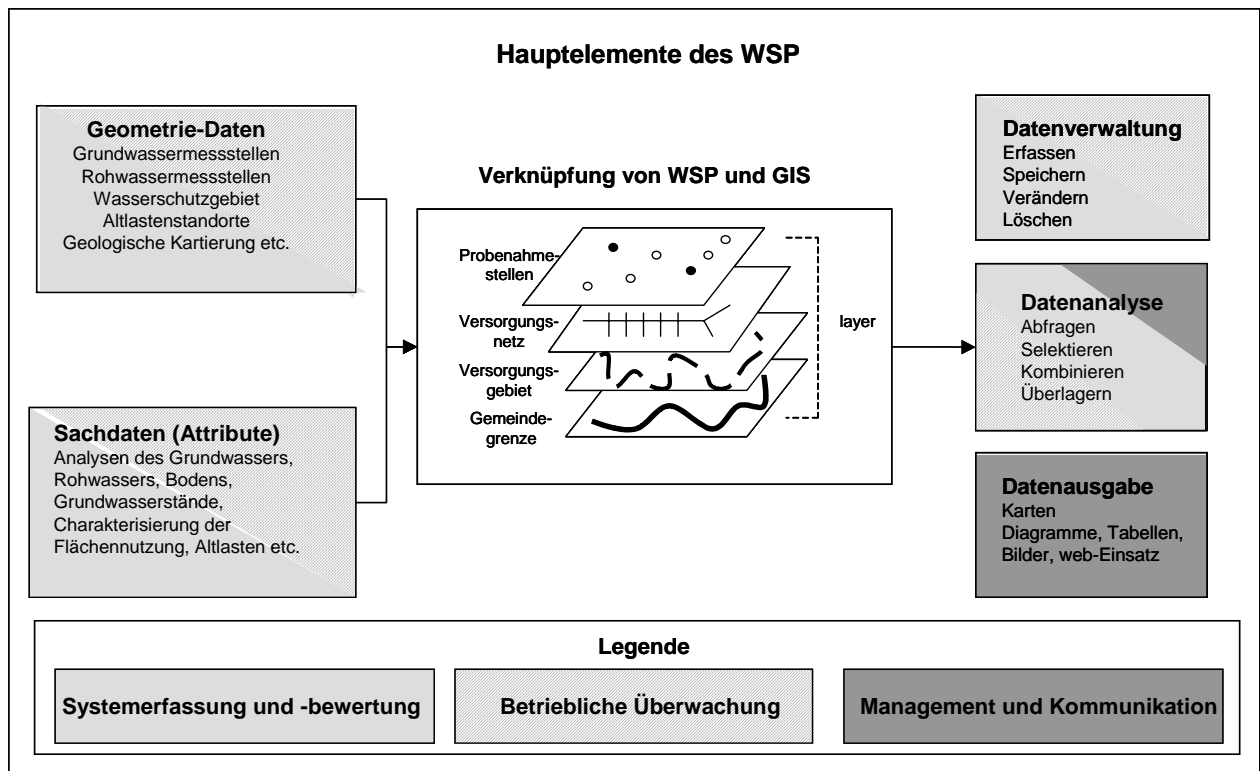 Hauptelemente des WSP
Geometrie-Daten
Grundwassermessstellen
Rohwassermessstellen
Wasserschutzgebiet
Altlastenstandorte
Geologische Kartierung etc.
Sachdaten (Attribute)
Analysen des Grundwassers,
Rohwassers, Bodens,
Grundwasserstände,
Charakterisierung der
Flächennutzung, Altlasten etc.
Verknüpfung von WSP und GIS
Probenahme-
stellen
Versorgungs-
netz
Versorgungs-
gebiet
Gemeinde-
grenze
layer
Datenverwaltung
Erfassen
Speichern
Verändern
Löschen
Datenanalyse
Abfragen
Selektieren
Kombinieren
Überlagern
Datenausgabe
Karten
Diagramme, Tabellen,
Bilder, web-Einsatz
Legende
Systemerfassung und -bewertung
Betriebliche Überwachung
Management und Kommunikation